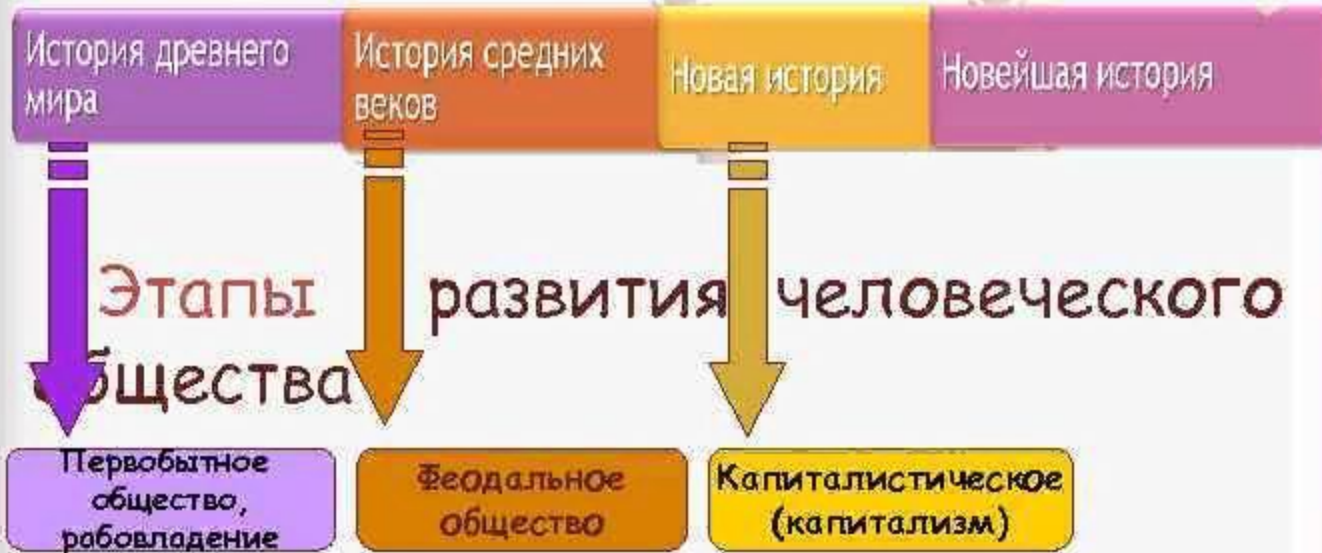 История древнего
мира
История средних
веков
Новая история
Новейшая история
Этапы развития человеческого
общества
Первобытное
общество,
рабовладение
Феодальное
общество
Капиталистическое
(капитализм)